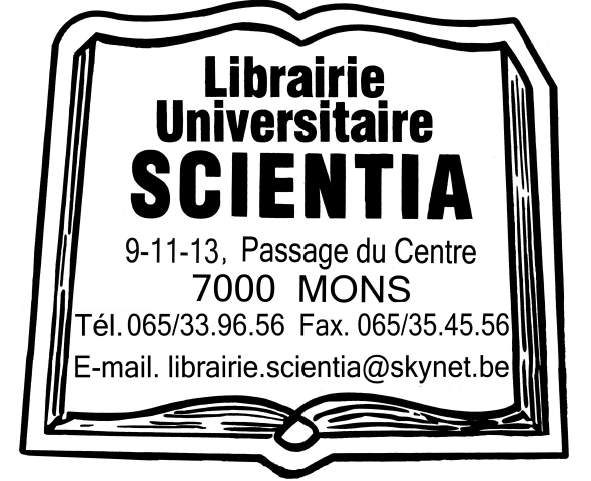 Librairie
Universitaire
SCIENTIA
9-11-13, Passage du Centre
7000 MONS
Tél. 065/33.96.56 Fax. 065/35.45.56
E-mail. librairie.scientia@skynet.be